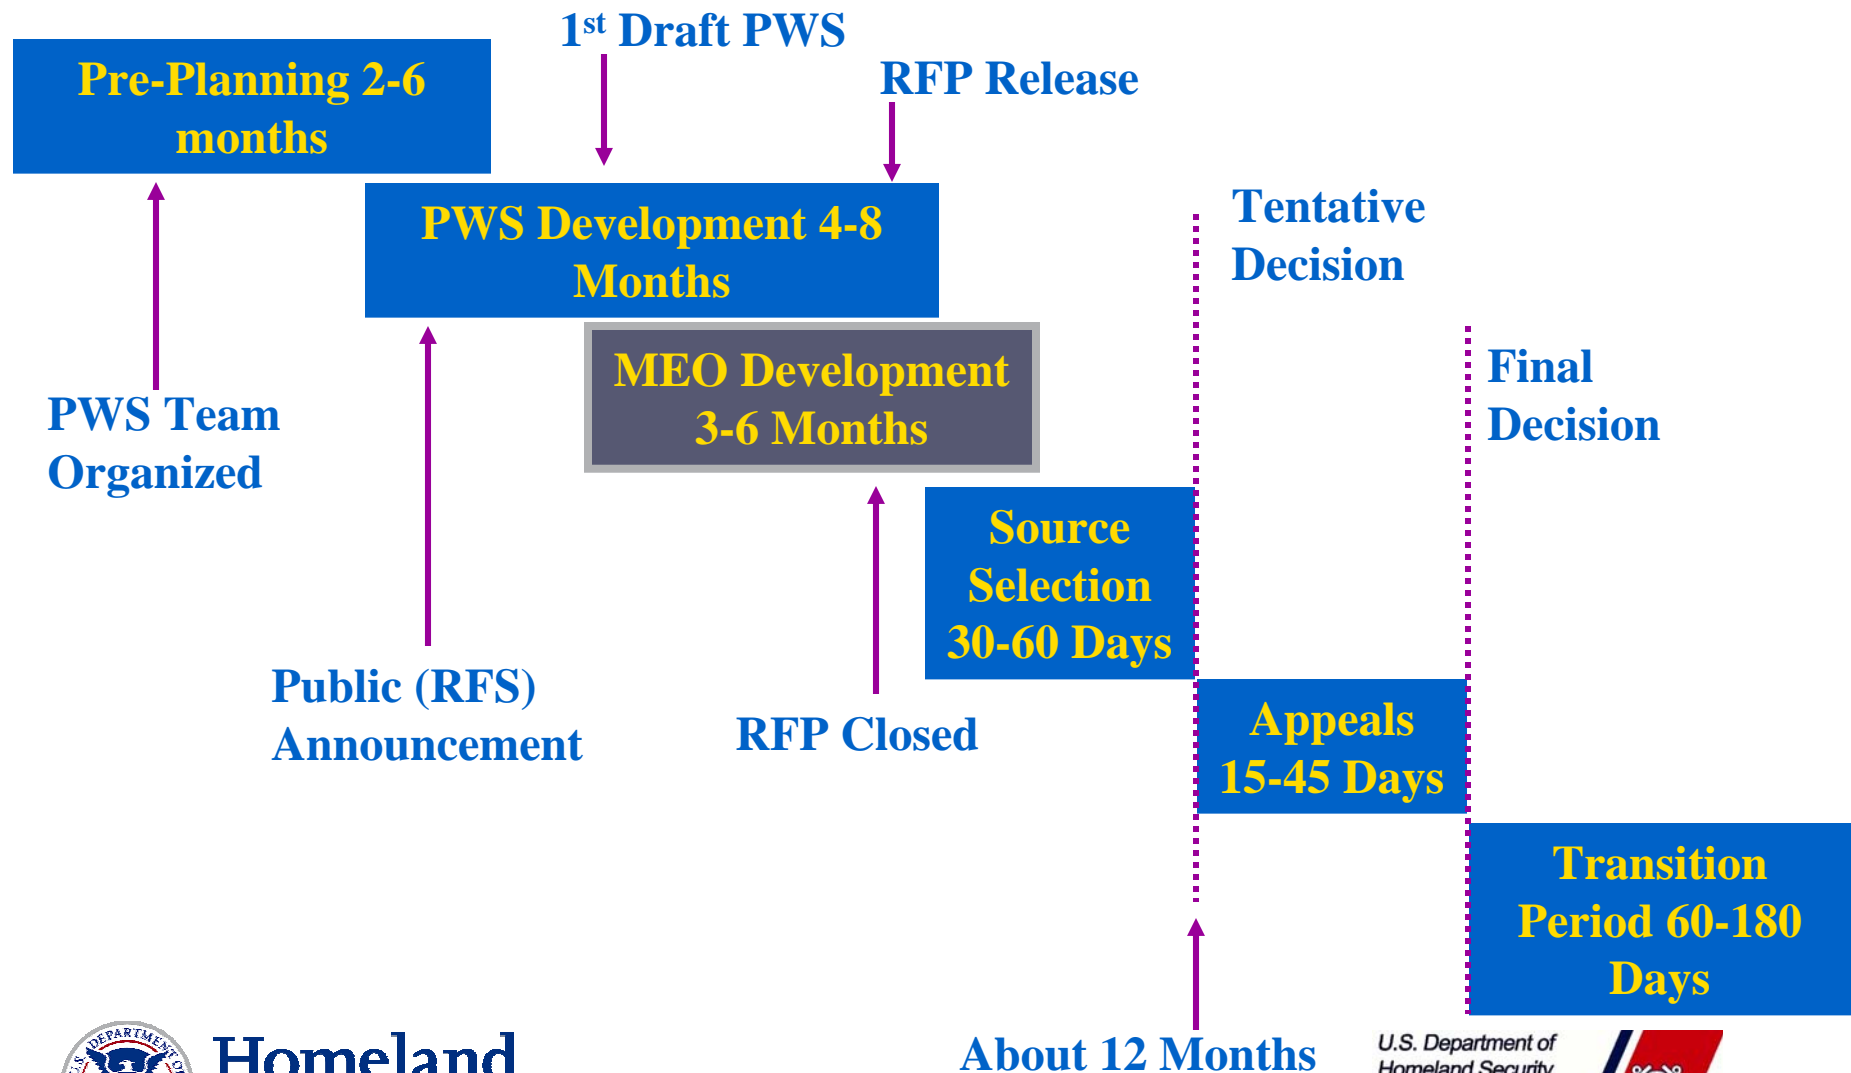 1st Draft PWS
Pre-Planning 2-6
months
RFP Release
PWS Development 4-8
Months
Tentative
Decision
MEO Development
3-6 Months
Final
Decision
PWS Team
Organized
Source
Selection
30-60 Days
Public (RFS)
Announcement
RFP Closed
Appeals
15-45 Days
Transition
Period 60-180
Days
About 12 Months
U.S. DEPARTMENT OF
Homeland
U.S. Department of
Homeland Security